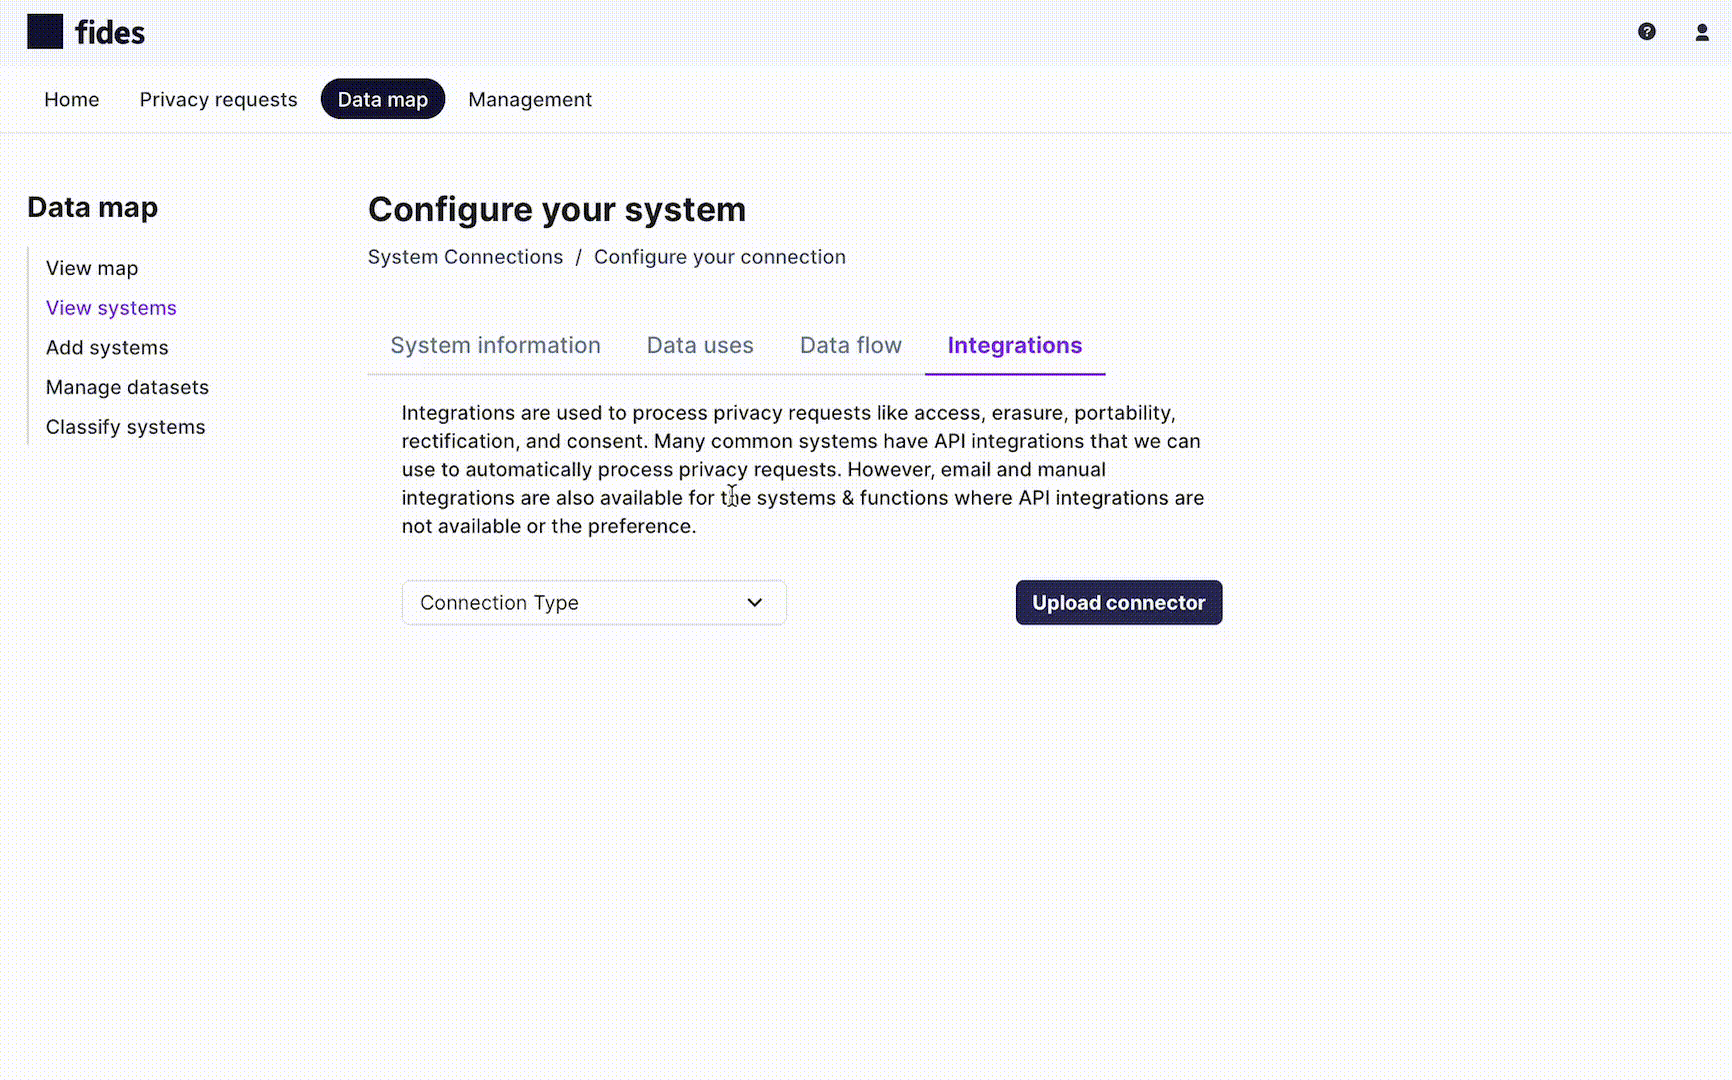 fides
Home
Privacy requests
Data map
Management
Data map
View map
View systems
Add systems
Manage datasets
Classify systems
Configure your system
System Connections / Configure your connection
System information
Data uses
Data flow
Integrations
Integrations are used to process privacy requests like access, erasure, portability,
rectification, and consent. Many common systems have API integrations that we can
use to automatically process privacy requests. However, email and manual
integrations are also available for the systems & functions where API integrations are
not available or the preference.
Connection Type
Upload connector